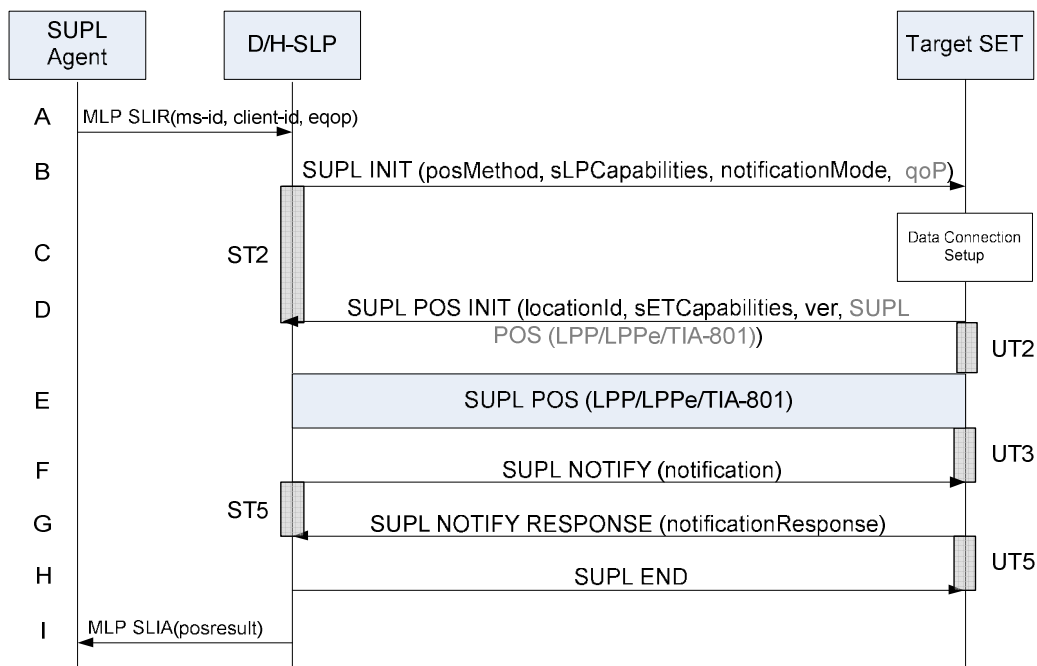 SUPL
Agent
D/H-SLP
Target SET
A
MLP SLIR(ms-id, client-id, eqop)
B
SUPL INIT (posMethod, sLPCapabilities, notificationMode, qoP)
C
ST2
Data Connection
Setup
D
SUPL POS INIT (locationId, sETCapabilities, ver, SUPL
POS (LPP/LPPe/TIA-801))
UT2
E
SUPL POS (LPP/LPPe/TIA-801)
F
SUPL NOTIFY (notification)
UT3
G
ST5
SUPL NOTIFY RESPONSE (notificationResponse)
H
SUPL END
UT5
I
MLP SLIA(posresult)